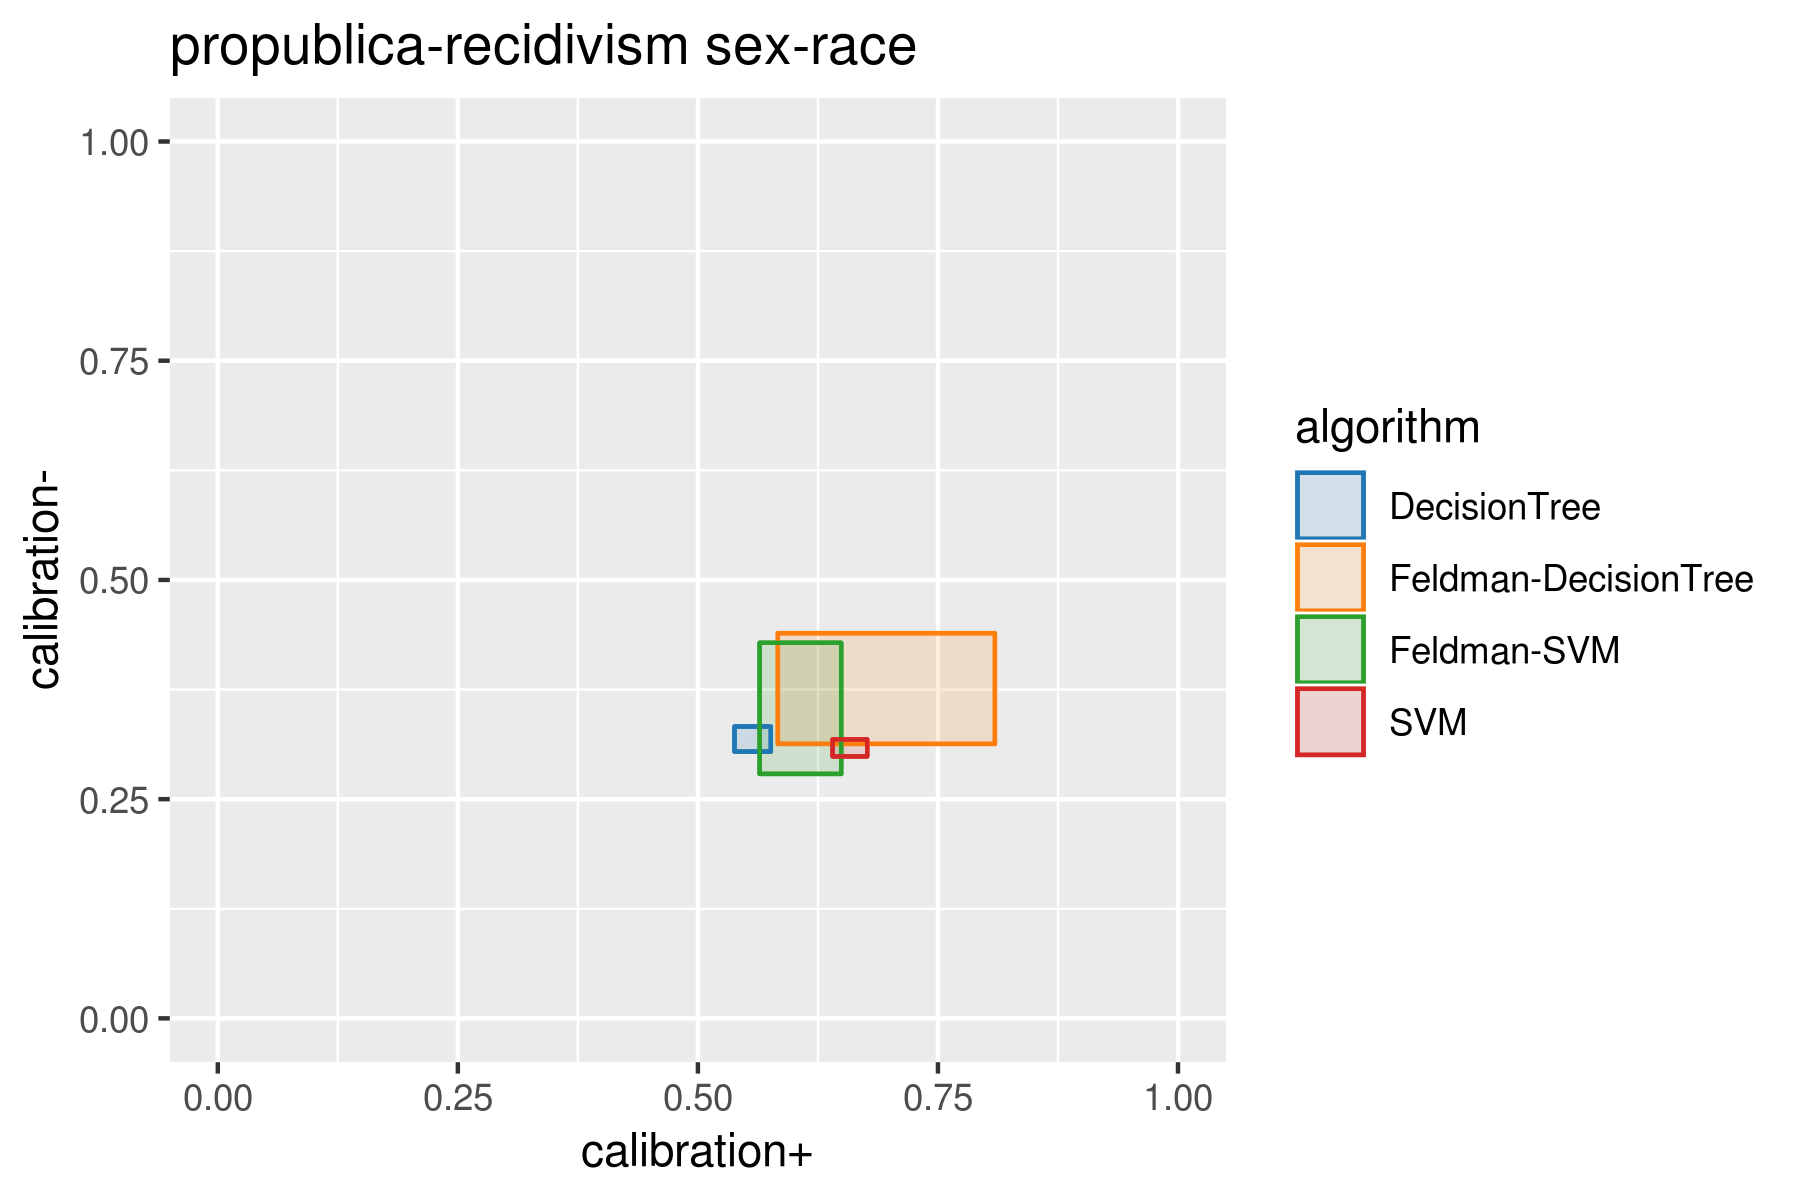 propublica-recidivism sex-race
1.00
0.75
0.50
0.25
0.00
calibration-
0.00 0.25 0.50 0.75 1.00
calibration+
algorithm
DecisionTree
Feldman-DecisionTree
Feldman-SVM
SVM